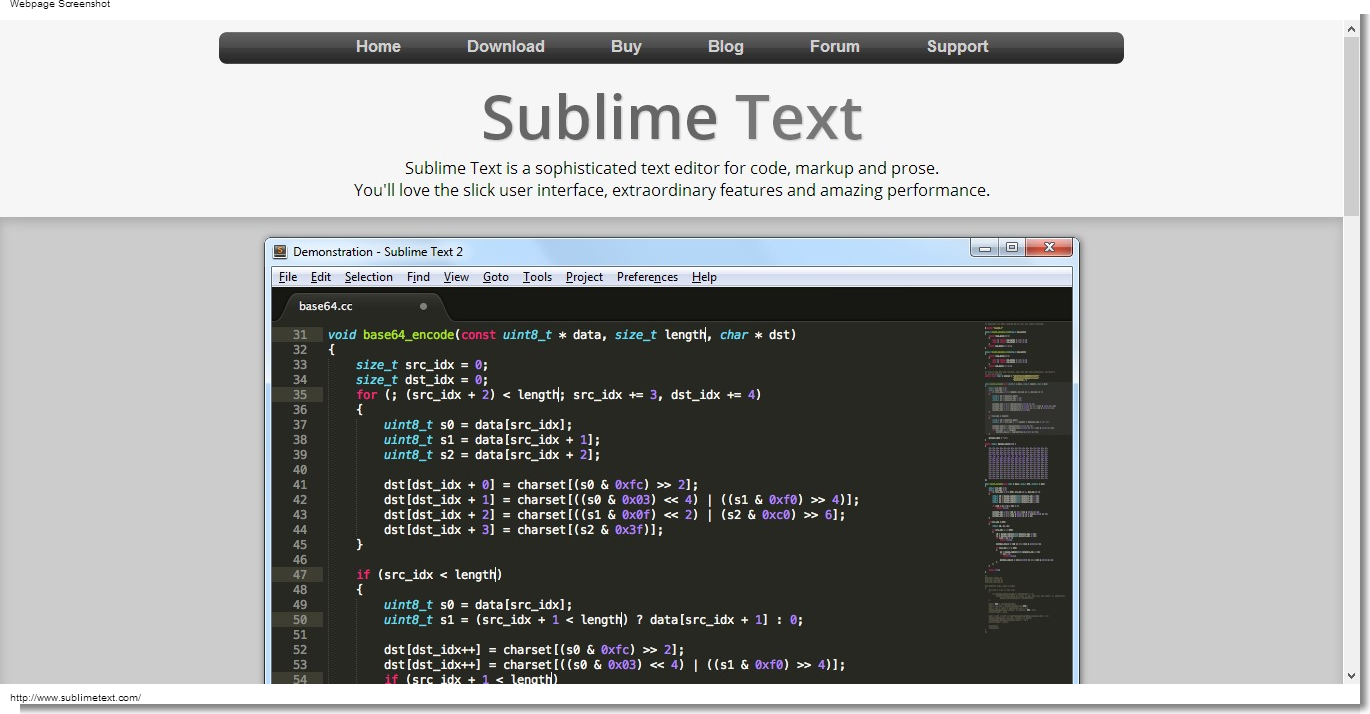 Webpage Screenshot
Home Download Buy Blog Forum Support
Sublime Text
Sublime Text is a sophisticated text editor for code, markup and prose.
You'll love the slick user interface, extraordinary features and amazing performance.
Demonstration - Sublime Text 2
File Edit Selection Find View Goto Tools Project Preferences Help
base64.cc
31 void base64_encode(const uint8_t * data, size_t length, char * dst)
32 {
33 size_t src_idx = 0;
34 size_t dst_idx = 0;
35 for (; (src_idx + 2) < length; src_idx += 3, dst_idx += 4)
36 {
37 uint8_t s0 = data[src_idx];
38 uint8_t s1 = data[src_idx + 1];
39 uint8_t s2 = data[src_idx + 2];
40
41 dst[dst_idx + 0] = charset[(s0 & 0xfc) >> 2];
42 dst[dst_idx + 1] = charset[((s0 & 0x03) << 4) | ((s1 & 0xf0) >> 4)];
43 dst[dst_idx + 2] = charset[((s1 & 0x0f) << 2) | (s2 & 0xc0) >> 6];
44 dst[dst_idx + 3] = charset[(s2 & 0x3f)];
45 }
46
47 if (src_idx < length)
48 {
49 uint8_t s0 = data[src_idx];
50 uint8_t s1 = (src_idx + 1 < length) ? data[src_idx + 1] : 0;
51
52 dst[dst_idx++] = charset[(s0 & 0xfc) >> 2];
53 dst[dst_idx++] = charset[((s0 & 0x03) << 4) | ((s1 & 0xf0) >> 4)];
54 if (src_idx + 1 < length)
http://www.sublimetext.com/